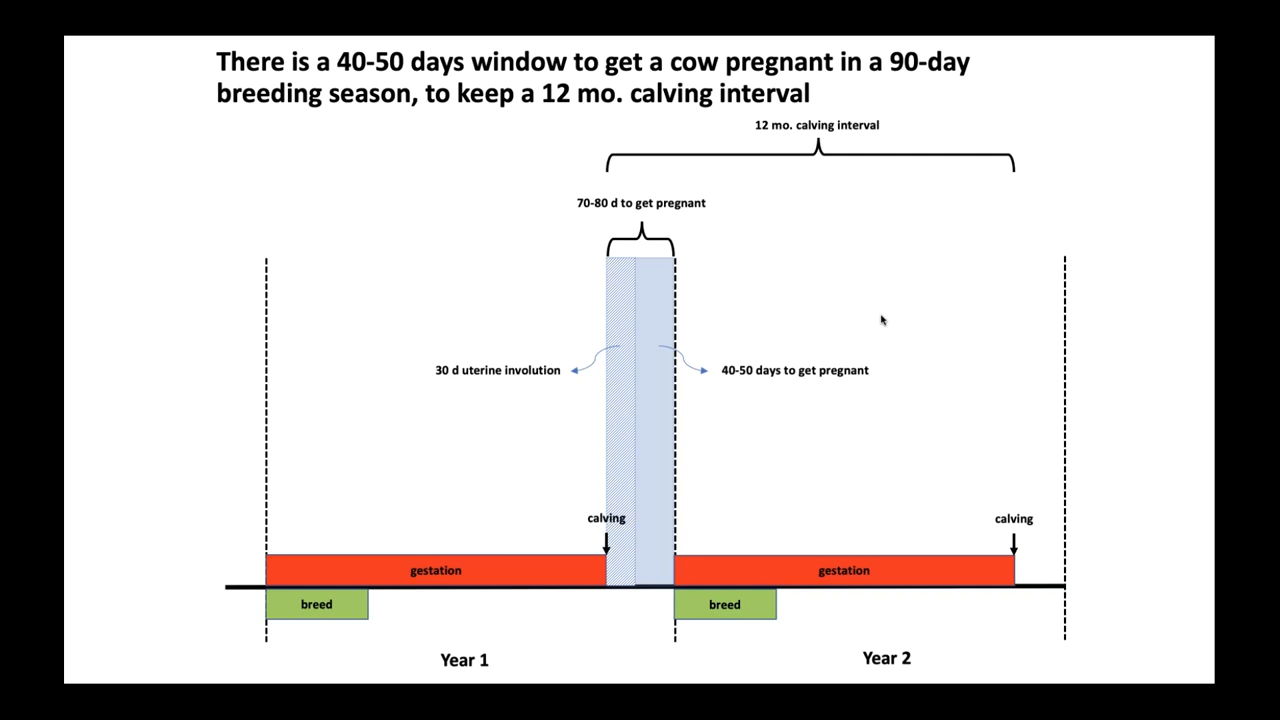 There is a 40-50 days window to get a cow pregnant in a 90-day
breeding season, to keep a 12 mo. calving interval
12 mo. calving interval
70-80 d to get pregnant
30 d uterine involution
40-50 days to get pregnant
calving
calving
gestation
gestation
breed
breed
Year 1
Year 2